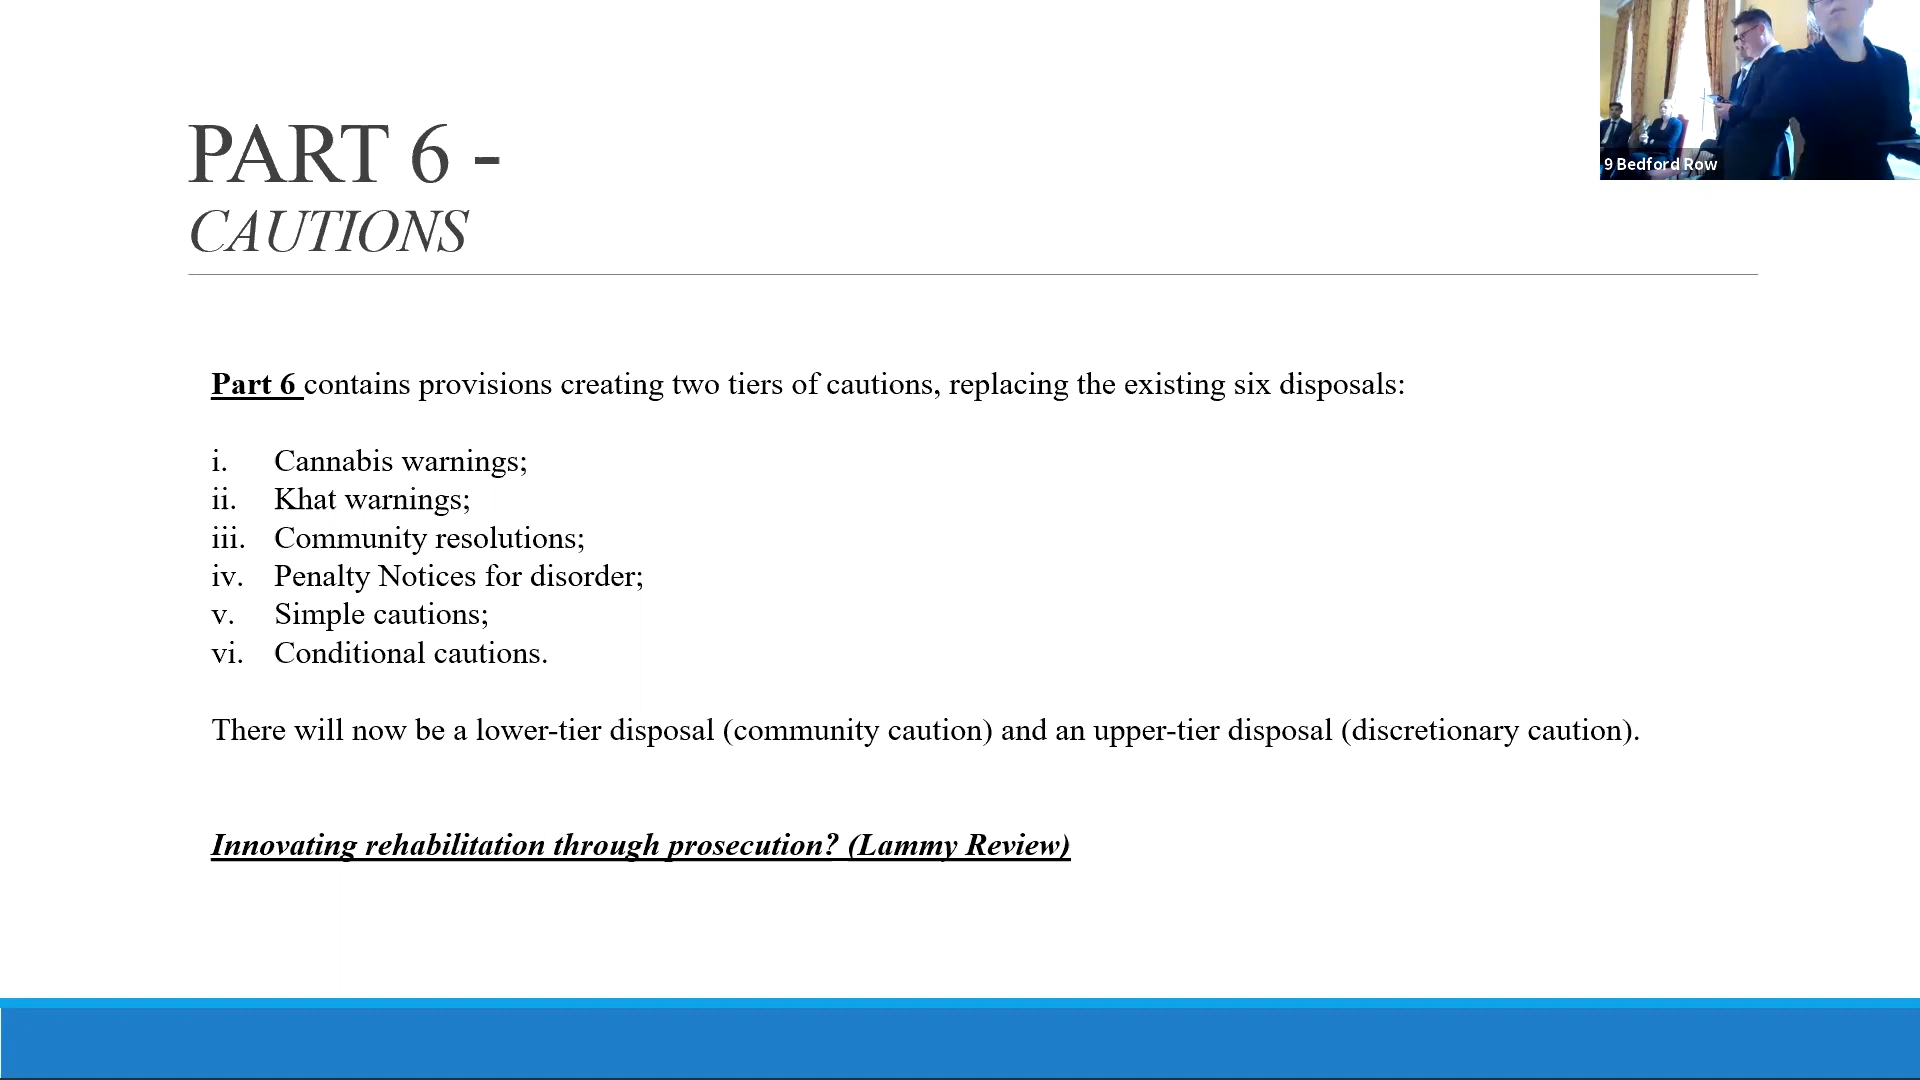 PART 6 -
CAUTIONS
9 Bedford Row
Part 6 contains provisions creating two tiers of cautions, replacing the existing six disposals:
i. Cannabis warnings;
ii. Khat warnings;
iii. Community resolutions;
iv. Penalty Notices for disorder;
v. Simple cautions;
vi. Conditional cautions.
There will now be a lower-tier disposal (community caution) and an upper-tier disposal (discretionary caution).
Innovating rehabilitation through prosecution? (Lammy Review)